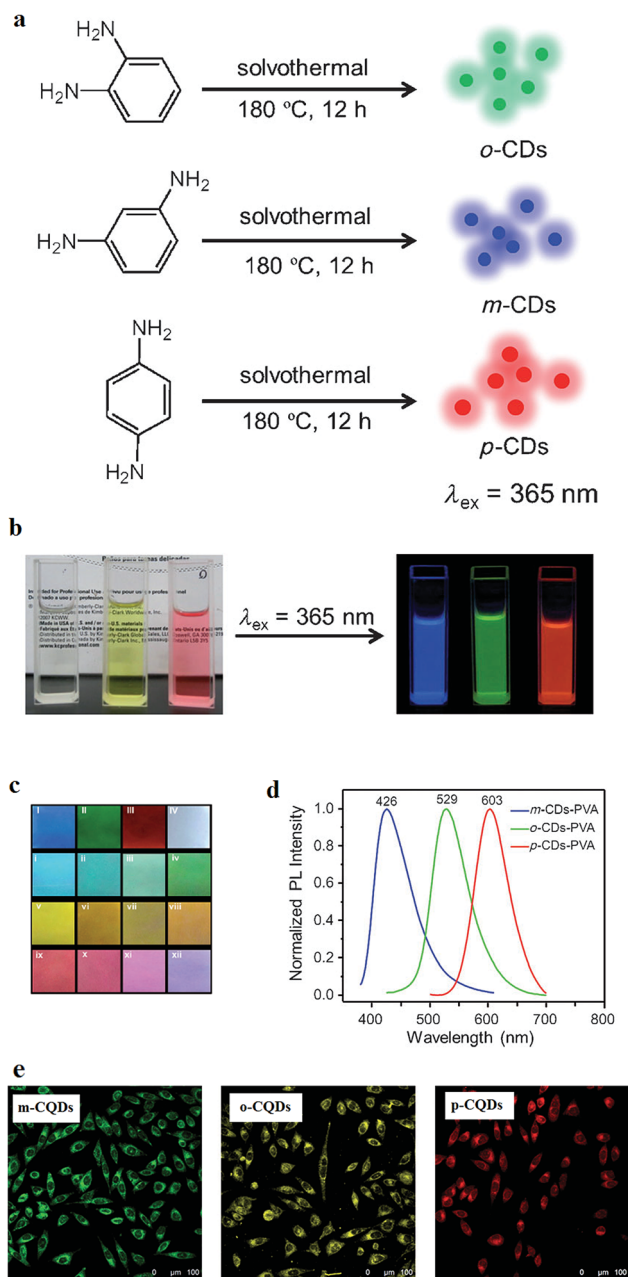 a
H₂N
H₂N
solvothermal
180 °C, 12 h
o-CDs
NH₂
H₂N
solvothermal
180 °C, 12 h
m-CDs
NH₂
H₂N
solvothermal
180 °C, 12 h
p-CDs
λex = 365 nm
b
λex = 365 nm
c
I II III IV
i ii iii iv
v vi vii viii
ix x xi xii
d
426 529 603
m-CDs-PVA
o-CDs-PVA
p-CDs-PVA
Normalized PL Intensity
1.0
0.8
0.6
0.4
0.2
0.0
400 500 600 700 800
Wavelength (nm)
e
m-CQDs
o-CQDs
p-CQDs
0 µm 100
0 µm 100
0 µm 100